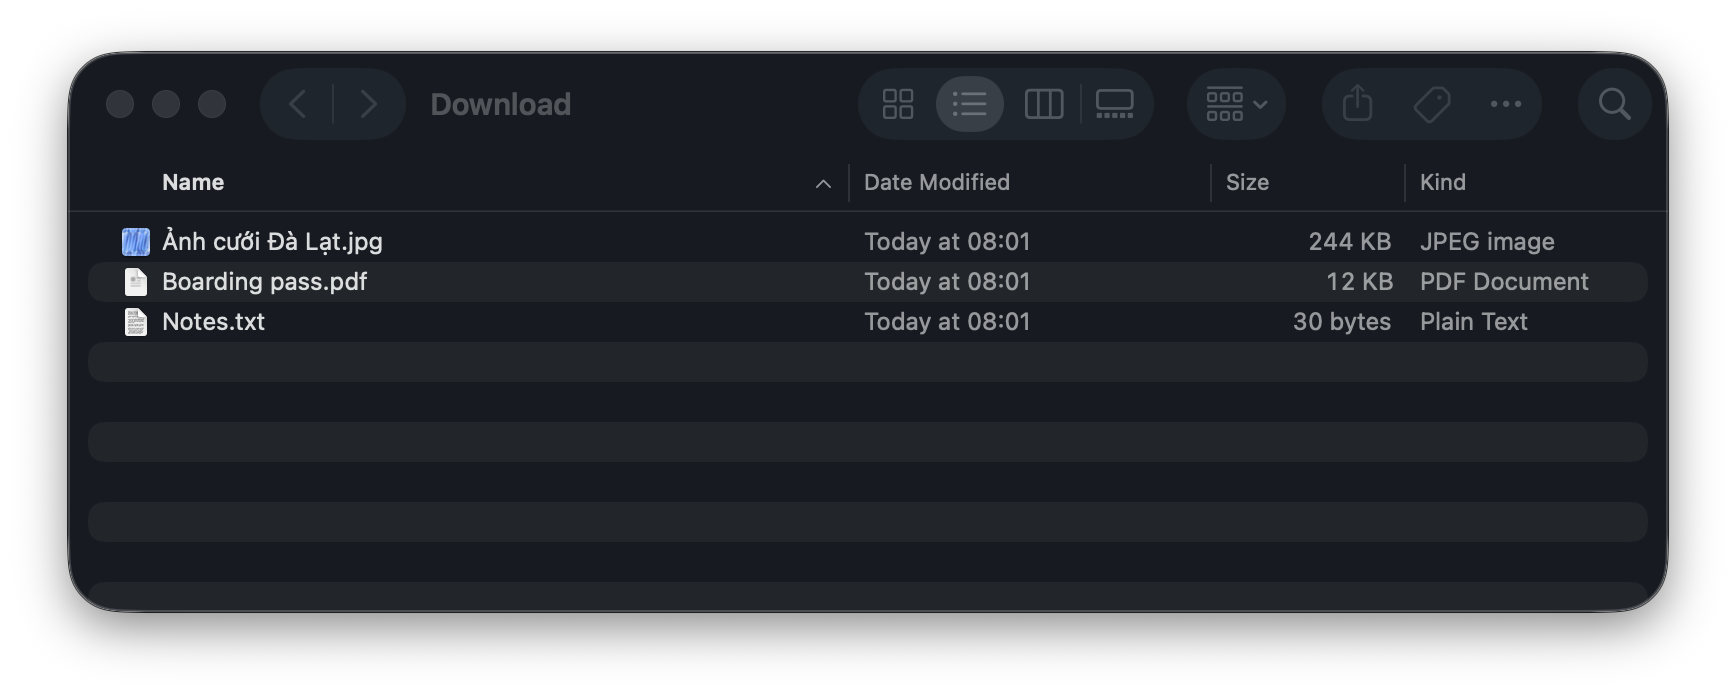 Download
Name Date Modified Size Kind
Ảnh cưới Đà Lạt.jpg Today at 08:01 244 KB JPEG image
Boarding pass.pdf Today at 08:01 12 KB PDF Document
Notes.txt Today at 08:01 30 bytes Plain Text